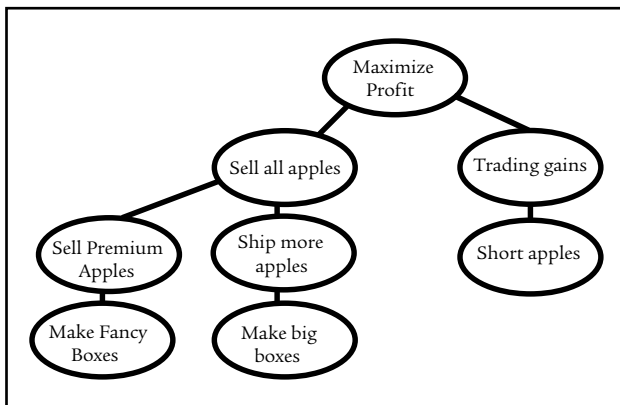 Maximize
Profit
Sell all apples
Trading gains
Sell Premium
Apples
Ship more
apples
Short apples
Make Fancy
Boxes
Make big
boxes